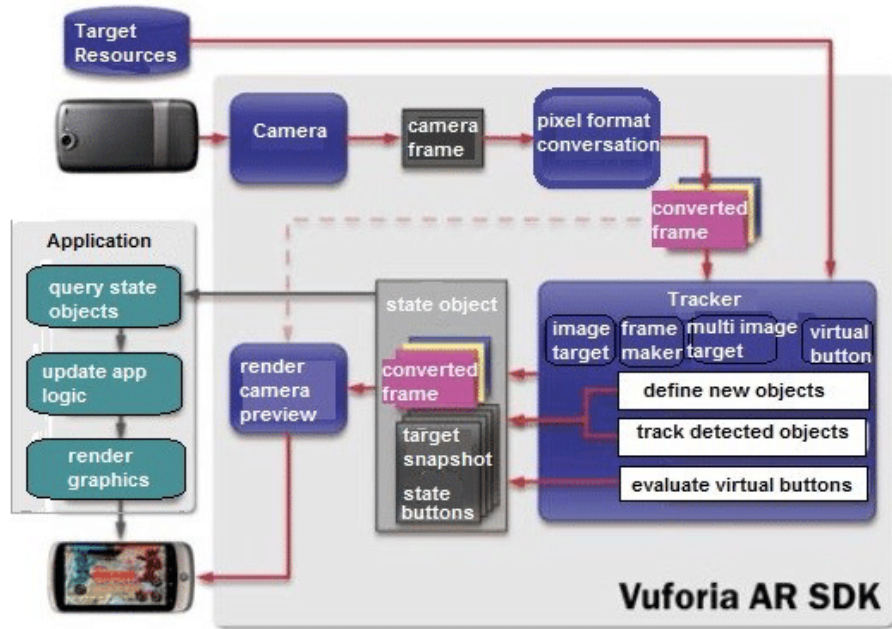 Target
Resources
Camera
camera
frame
pixel format
conversation
converted
frame
Application
query state
objects
update app
logic
render
graphics
state object
converted
frame
target
snapshot
state
buttons
render
camera
preview
Tracker
image
target
frame
maker
multi image
target
virtual
button
define new objects
track detected objects
evaluate virtual buttons
Vuforia AR SDK